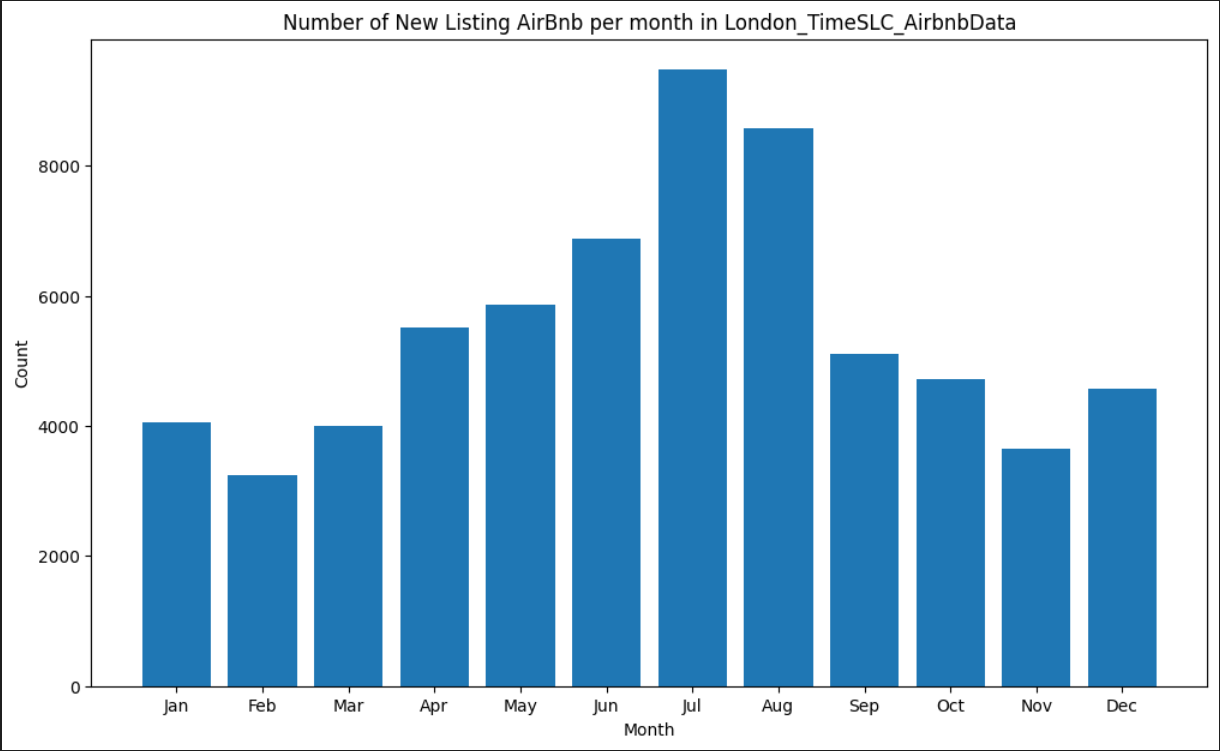 Number of New Listing AirBnb per month in London_TimeSLC_AirbnbData
8000
6000
4000
2000
0
Count
Jan Feb Mar Apr May Jun Jul Aug Sep Oct Nov Dec
Month